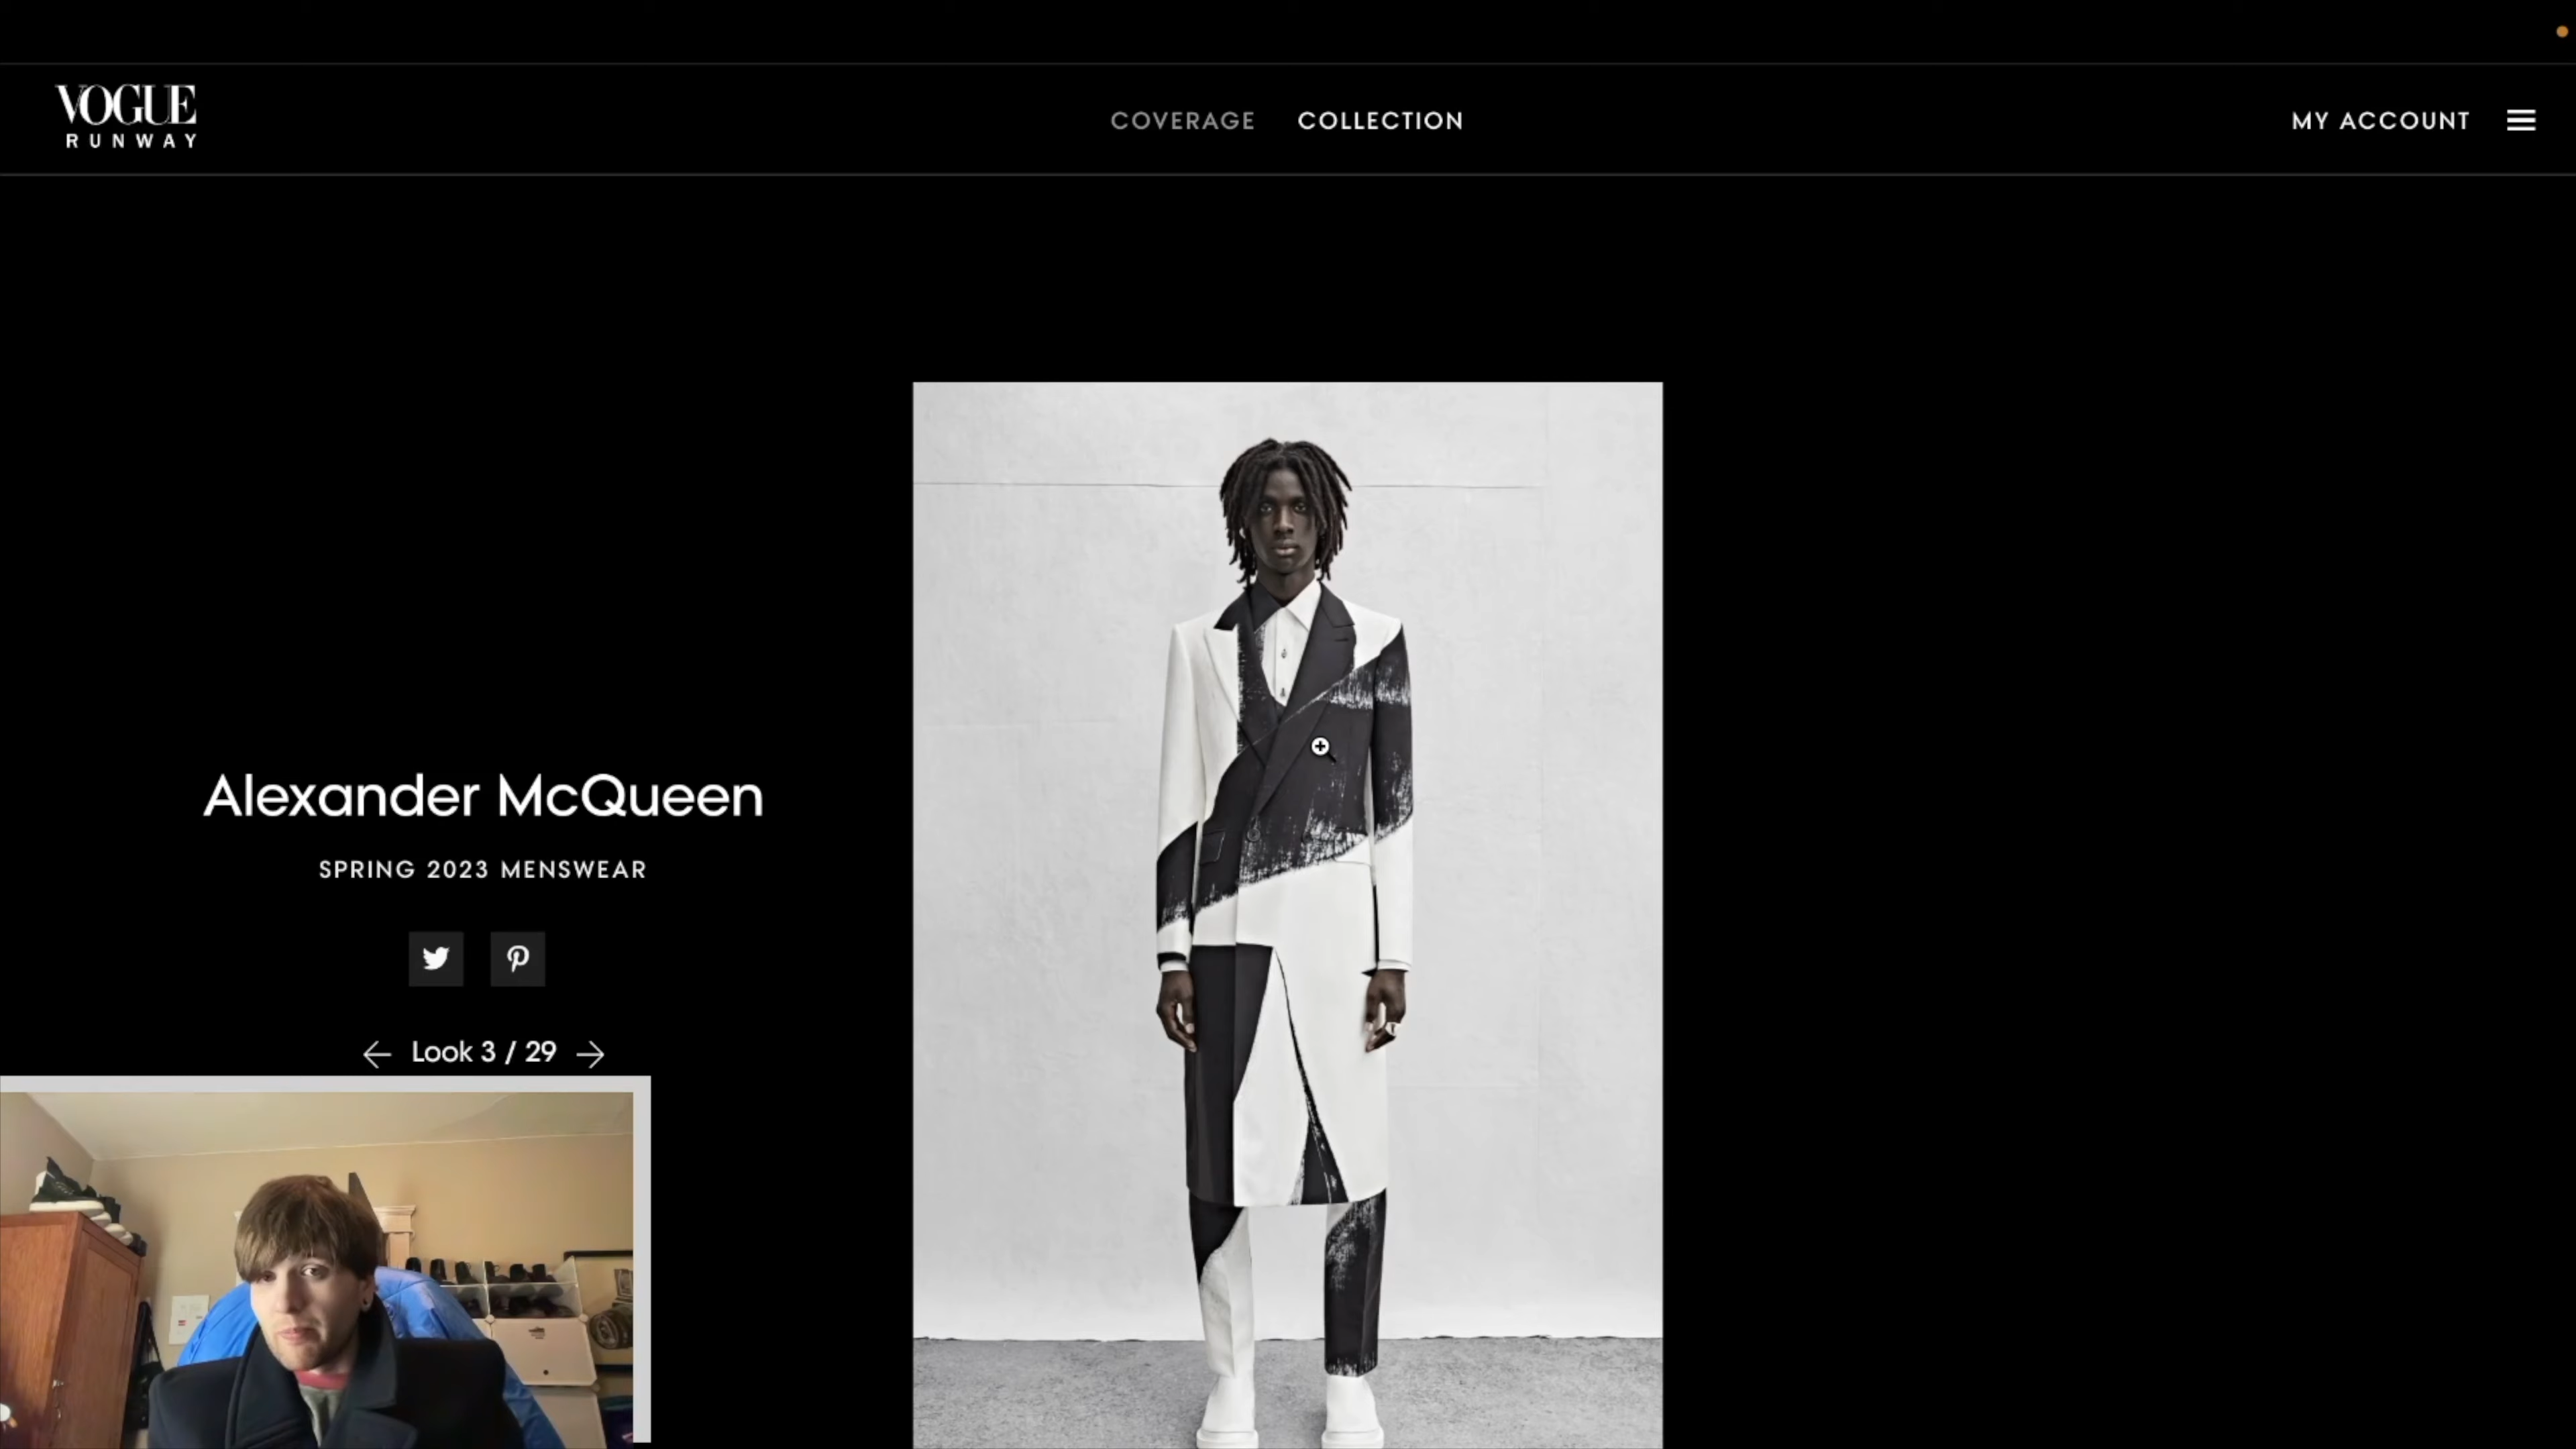 VOGUE
RUNWAY
COVERAGE COLLECTION
MY ACCOUNT
Alexander McQueen
SPRING 2023 MENSWEAR
Look 3 / 29